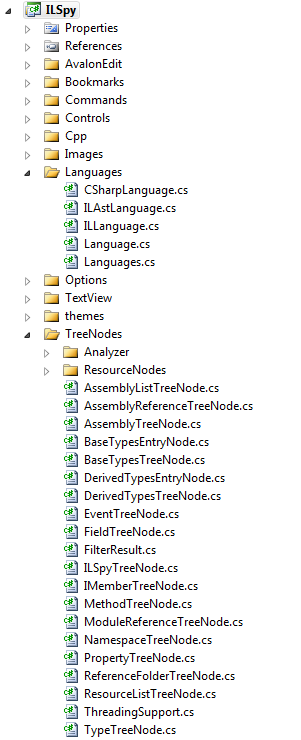 ILSpy
Properties
References
AvalonEdit
Bookmarks
Commands
Controls
Cpp
Images
Languages
CSharpLanguage.cs
ILAstLanguage.cs
ILLanguage.cs
Language.cs
Languages.cs
Options
TextView
themes
TreeNodes
Analyzer
ResourceNodes
AssemblyListTreeNode.cs
AssemblyReferenceTreeNode.cs
AssemblyTreeNode.cs
BaseTypesEntryNode.cs
BaseTypesTreeNode.cs
DerivedTypesEntryNode.cs
DerivedTypesTreeNode.cs
EventTreeNode.cs
FieldTreeNode.cs
FilterResult.cs
ILSpyTreeNode.cs
IMemberTreeNode.cs
MethodTreeNode.cs
ModuleReferenceTreeNode.cs
NamespaceTreeNode.cs
PropertyTreeNode.cs
ReferenceFolderTreeNode.cs
ResourceListTreeNode.cs
ThreadingSupport.cs
TypeTreeNode.cs